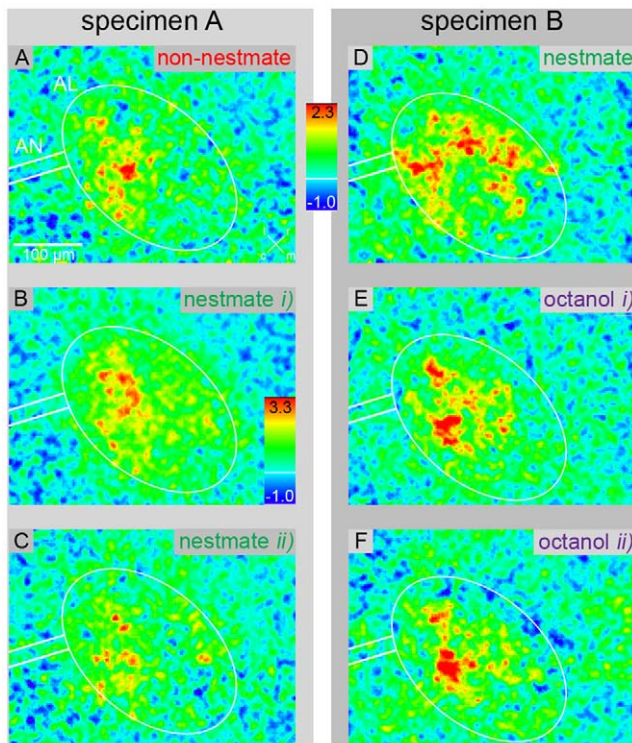 specimen A
specimen B
A
non-nestmate
AL
AN
100 µm
l
r
c
m
2.3
-1.0
D
nestmate
B
nestmate i)
3.3
-1.0
E
octanol i)
C
nestmate ii)
F
octanol ii)